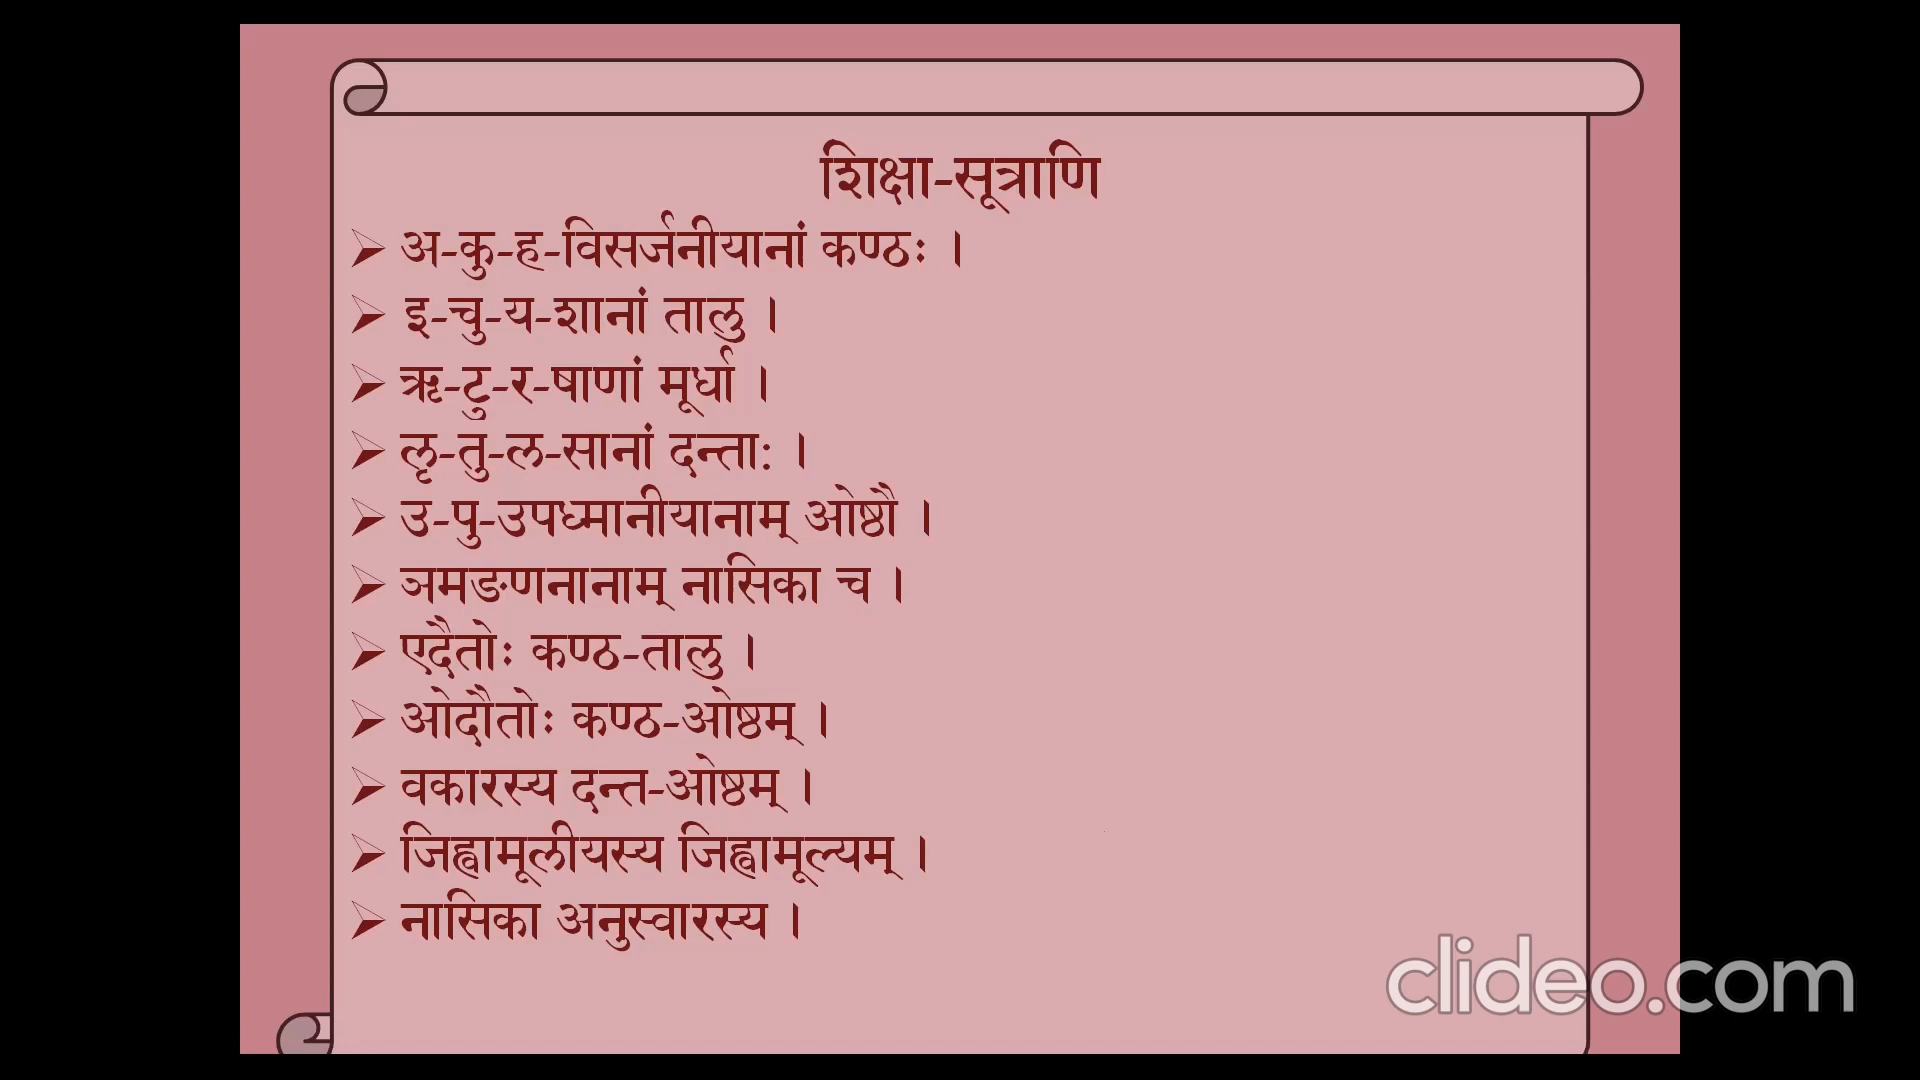 शिक्षा-सूत्राणि
अ-कु-ह-विसर्जनीयानां कण्ठः ।
इ-चु-य-शानां तालु ।
ऋ-टु-र-षाणां मूर्धा ।
लृ-तु-ल-सानां दन्ताः ।
उ-पु-उपध्मानीयानाम् ओष्ठौ ।
ञमङणनानाम् नासिका च ।
एदैतोः कण्ठ-तालु ।
ओदौतोः कण्ठ-ओष्ठम् ।
वकारस्य दन्त-ओष्ठम् ।
जिह्वामूलीयस्य जिह्वामूल्यम् ।
नासिका अनुस्वारस्य ।
clideo.com